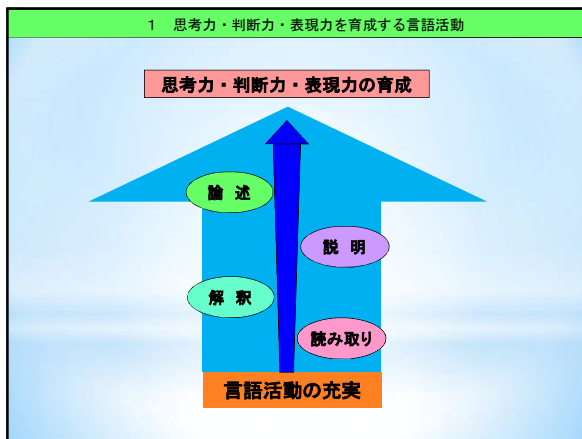 1 思考力・判断力・表現力を育成する言語活動
思考力・判断力・表現力の育成
論 述
説 明
解 釈
読み取り
言語活動の充実